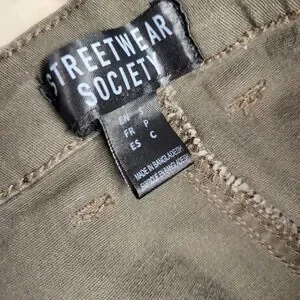 STREETWEAR
SOCIETY
EN
FR P
ES C
MADE IN BANGLADESH